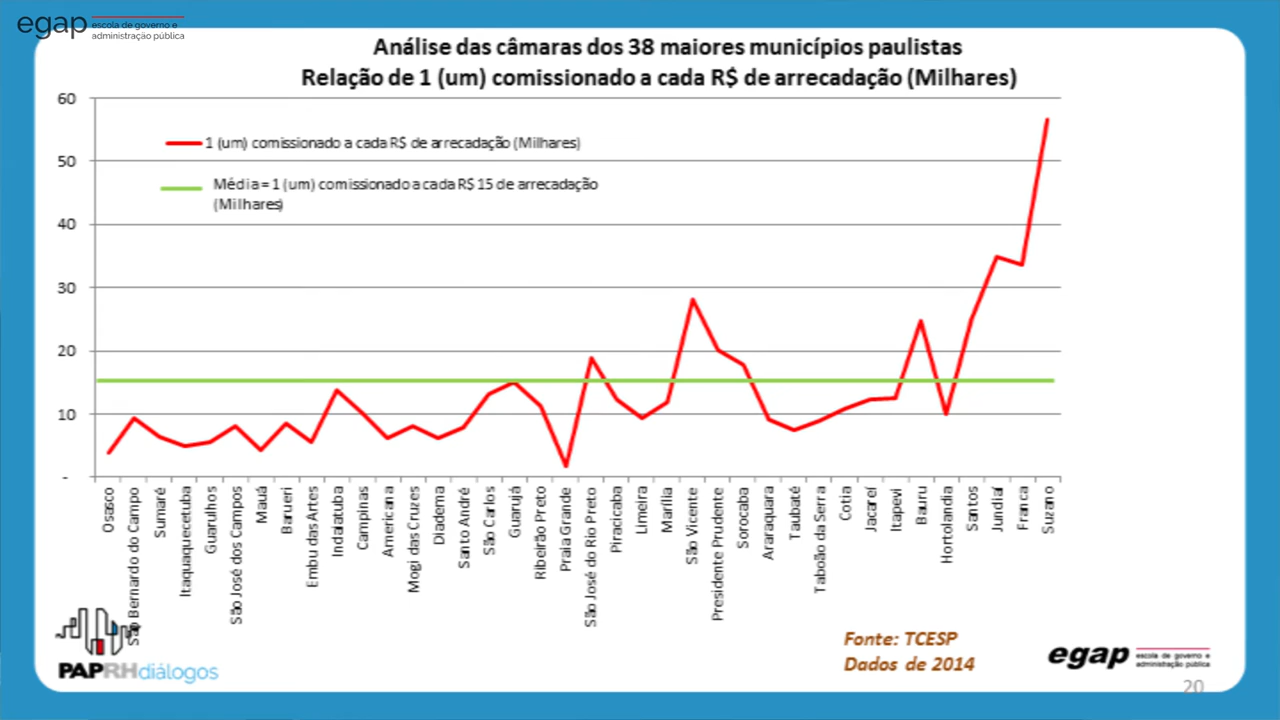 egap escola de governo e
administração pública
Análise das câmaras dos 38 maiores municípios paulistas
Relação de 1 (um) comissionado a cada R$ de arrecadação (Milhares)
60
50
40
30
20
10
-
1 (um) comissionado a cada R$ de arrecadação (Milhares)
Média = 1 (um) comissionado a cada R$ 15 de arrecadação
(Milhares)
Osasco
São Bernardo do Campo
Sumaré
Itaquaquecetuba
Guarulhos
São José dos Campos
Mauá
Barueri
Embu das Artes
Indaiatuba
Campinas
Americana
Mogi das Cruzes
Diadema
Santo André
São Carlos
Guarujá
Ribeirão Preto
Praia Grande
São José do Rio Preto
Piracicaba
Limeira
Marília
São Vicente
Presidente Prudente
Sorocaba
Araraquara
Taubaté
Taboão da Serra
Cotia
Jacareí
Itapevi
Bauru
Hortolandia
Santos
Jundiaí
Franca
Suzano
PAPRHdiálogos
Fonte: TCESP
Dados de 2014
egap escola de governo e
administração pública
20